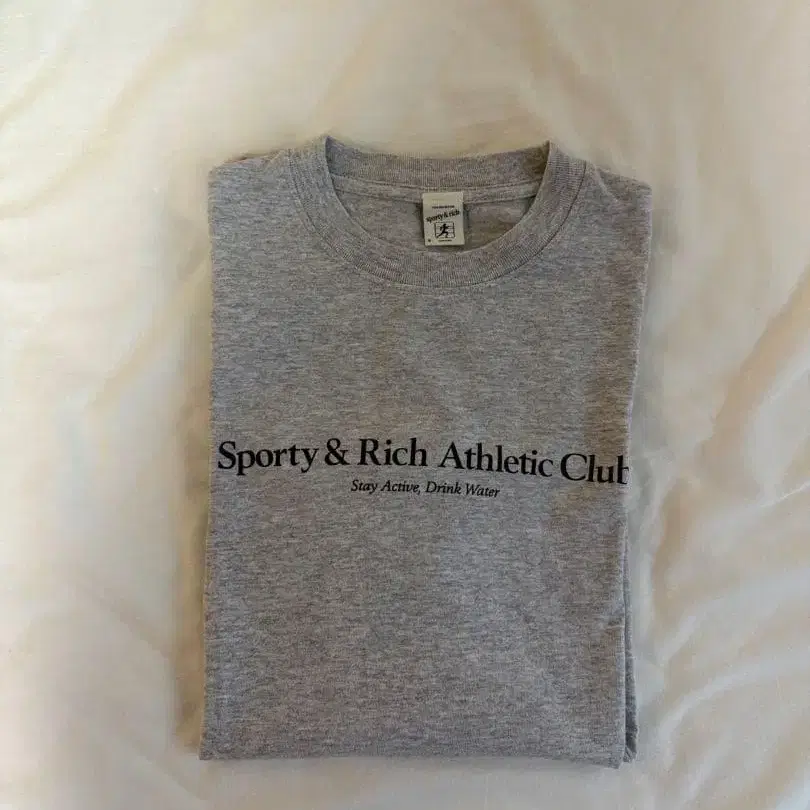 sporty & rich
Sporty & Rich Athletic Club
Stay Active, Drink Water